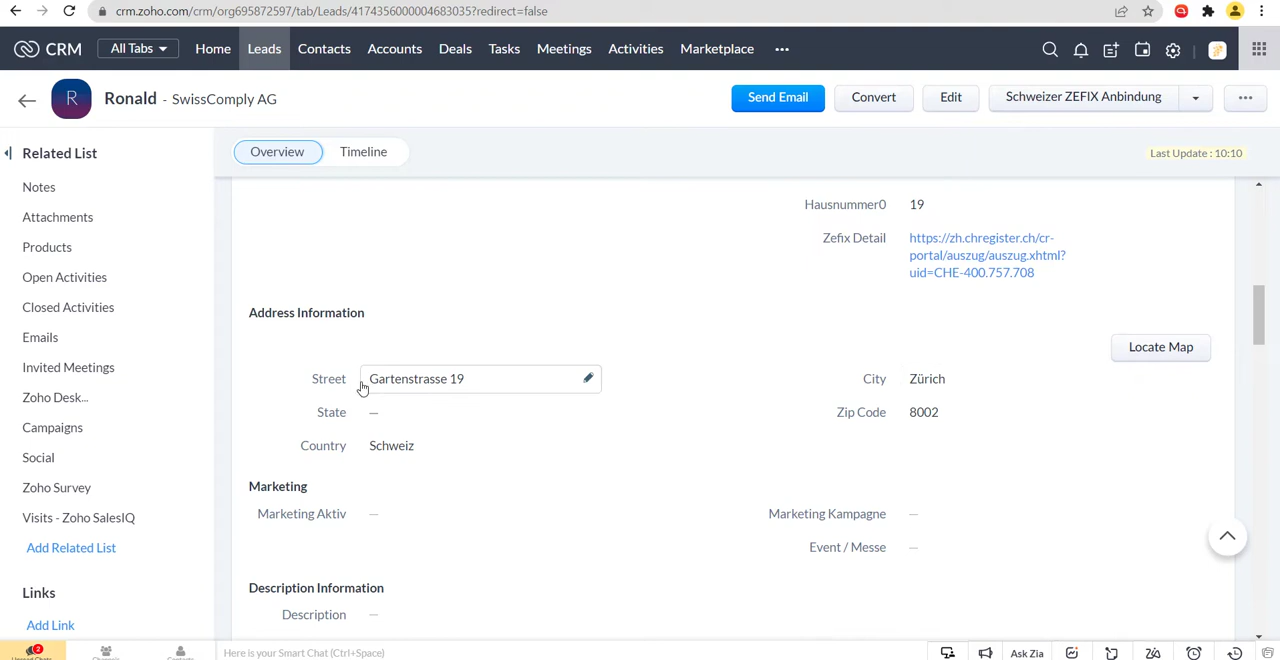 crm.zoho.com/crm/org695872597/tab/Leads/4174356000004683035?redirect=false
CRM All Tabs Home Leads Contacts Accounts Deals Tasks Meetings Activities Marketplace
R Ronald - SwissComply AG Send Email Convert Edit Schweizer ZEFIX Anbindung
Related List
Overview Timeline Last Update : 10:10
Notes
Attachments
Products
Open Activities
Closed Activities
Emails
Invited Meetings
Zoho Desk...
Campaigns
Social
Zoho Survey
Visits - Zoho SalesIQ
Add Related List
Links
Add Link
Hausnummer0 19
Zefix Detail https://zh.chregister.ch/cr-
portal/auszug/auszug.xhtml?
uid=CHE-400.757.708
Address Information
Locate Map
Street Gartenstrasse 19 City Zürich
State — Zip Code 8002
Country Schweiz
Marketing
Marketing Aktiv — Marketing Kampagne —
Event / Messe —
Description Information
Description —
2
Here is your Smart Chat (Ctrl+Space) Ask Zia